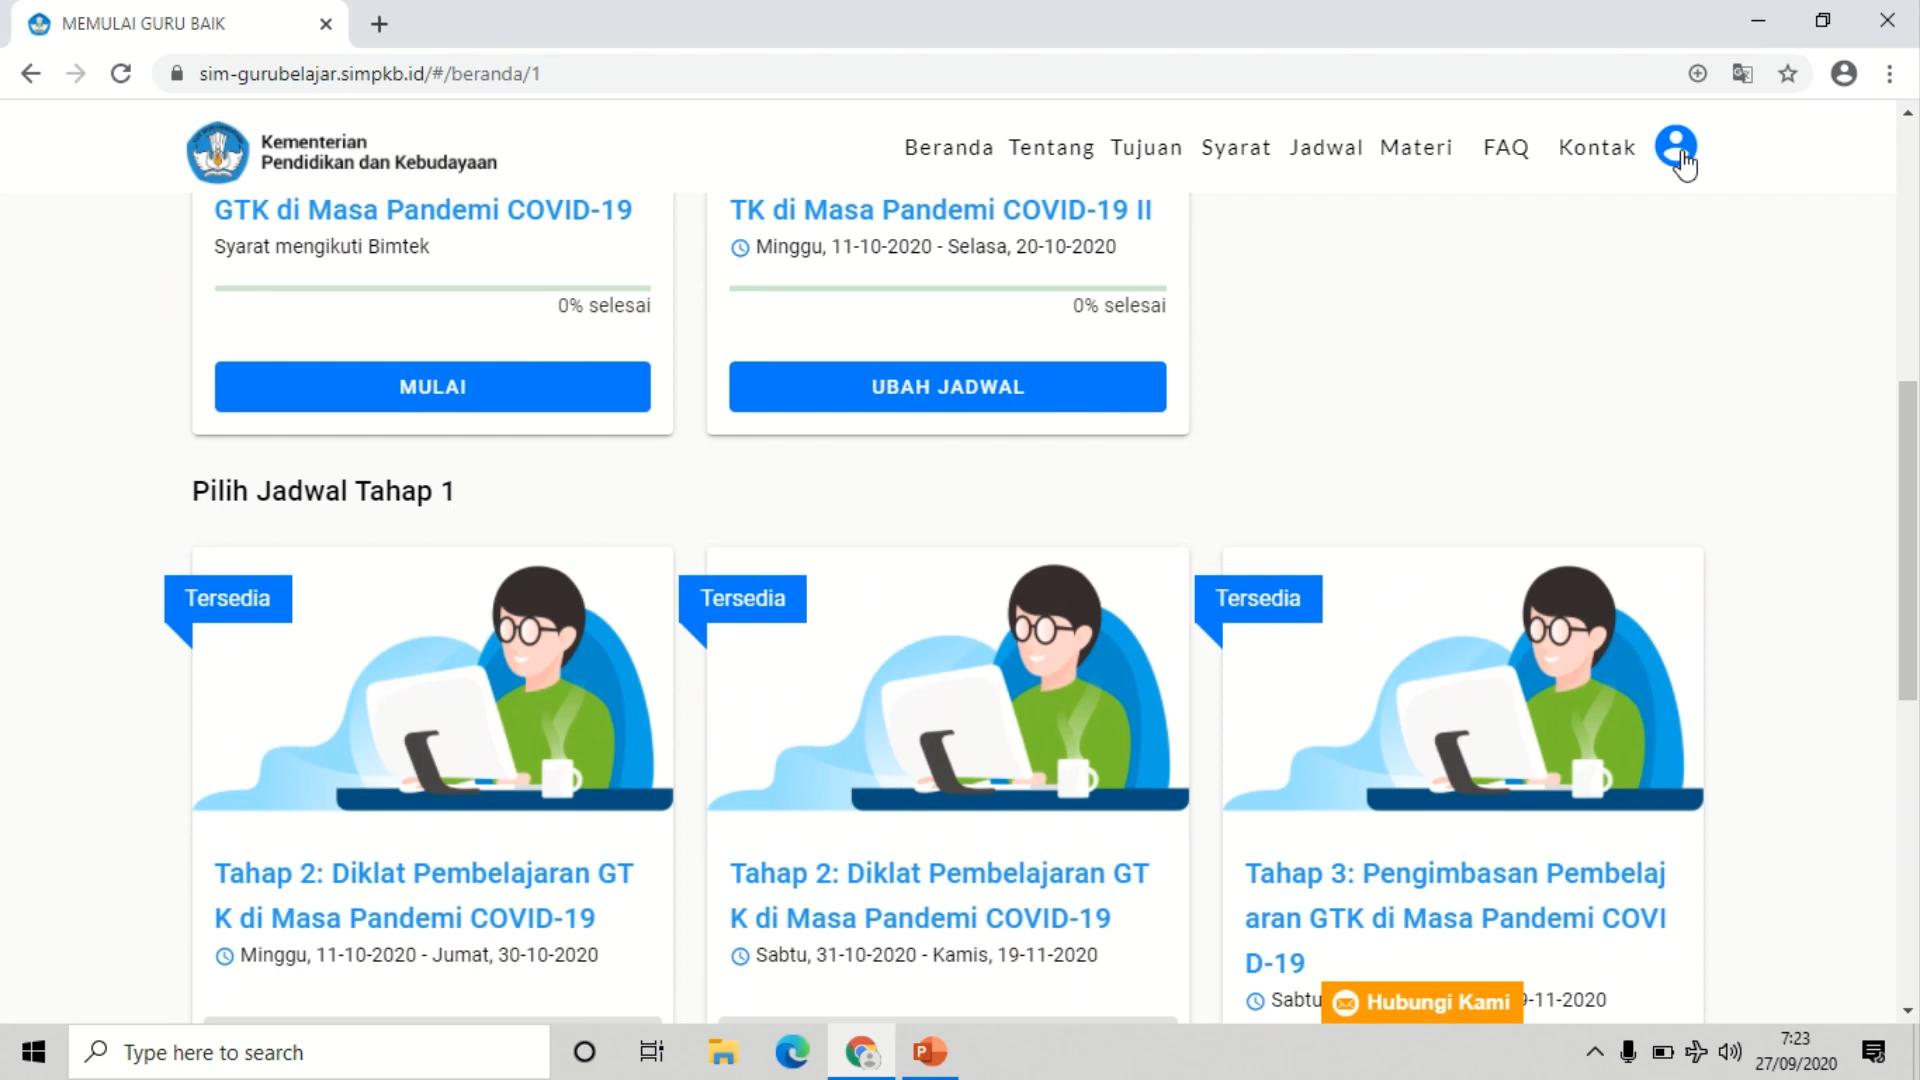 MEMULAI GURU BAIK
sim-gurubelajar.simpkb.id/#/beranda/1
Kementerian
Pendidikan dan Kebudayaan
Beranda Tentang Tujuan Syarat Jadwal Materi FAQ Kontak
GTK di Masa Pandemi COVID-19
Syarat mengikuti Bimtek
0% selesai
MULAI
TK di Masa Pandemi COVID-19 II
Minggu, 11-10-2020 - Selasa, 20-10-2020
0% selesai
UBAH JADWAL
Pilih Jadwal Tahap 1
Tersedia
Tahap 2: Diklat Pembelajaran GT
K di Masa Pandemi COVID-19
Minggu, 11-10-2020 - Jumat, 30-10-2020
Tersedia
Tahap 2: Diklat Pembelajaran GT
K di Masa Pandemi COVID-19
Sabtu, 31-10-2020 - Kamis, 19-11-2020
Tersedia
Tahap 3: Pengimbasan Pembelaj
aran GTK di Masa Pandemi COVI
D-19
Sabtu 9-11-2020
Hubungi Kami
Type here to search
7:23
27/09/2020